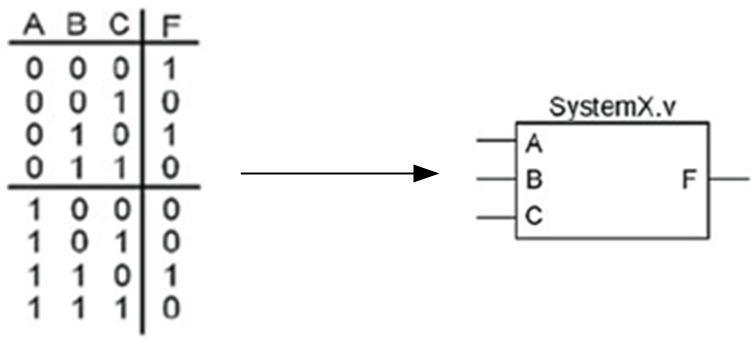 A B C F
0 0 0 1
0 0 1 0
0 1 0 1
0 1 1 0
1 0 0 0
1 0 1 0
1 1 0 1
1 1 1 0
SystemX.v
A
B F
C